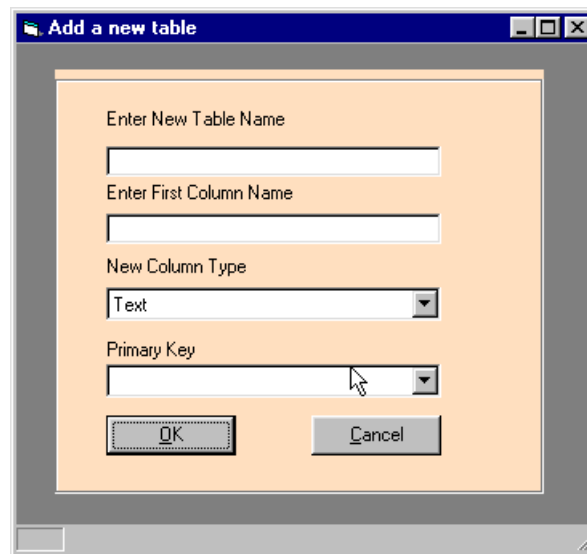 Add a new table
Enter New Table Name
Enter First Column Name
New Column Type
Text
Primary Key
OK
Cancel